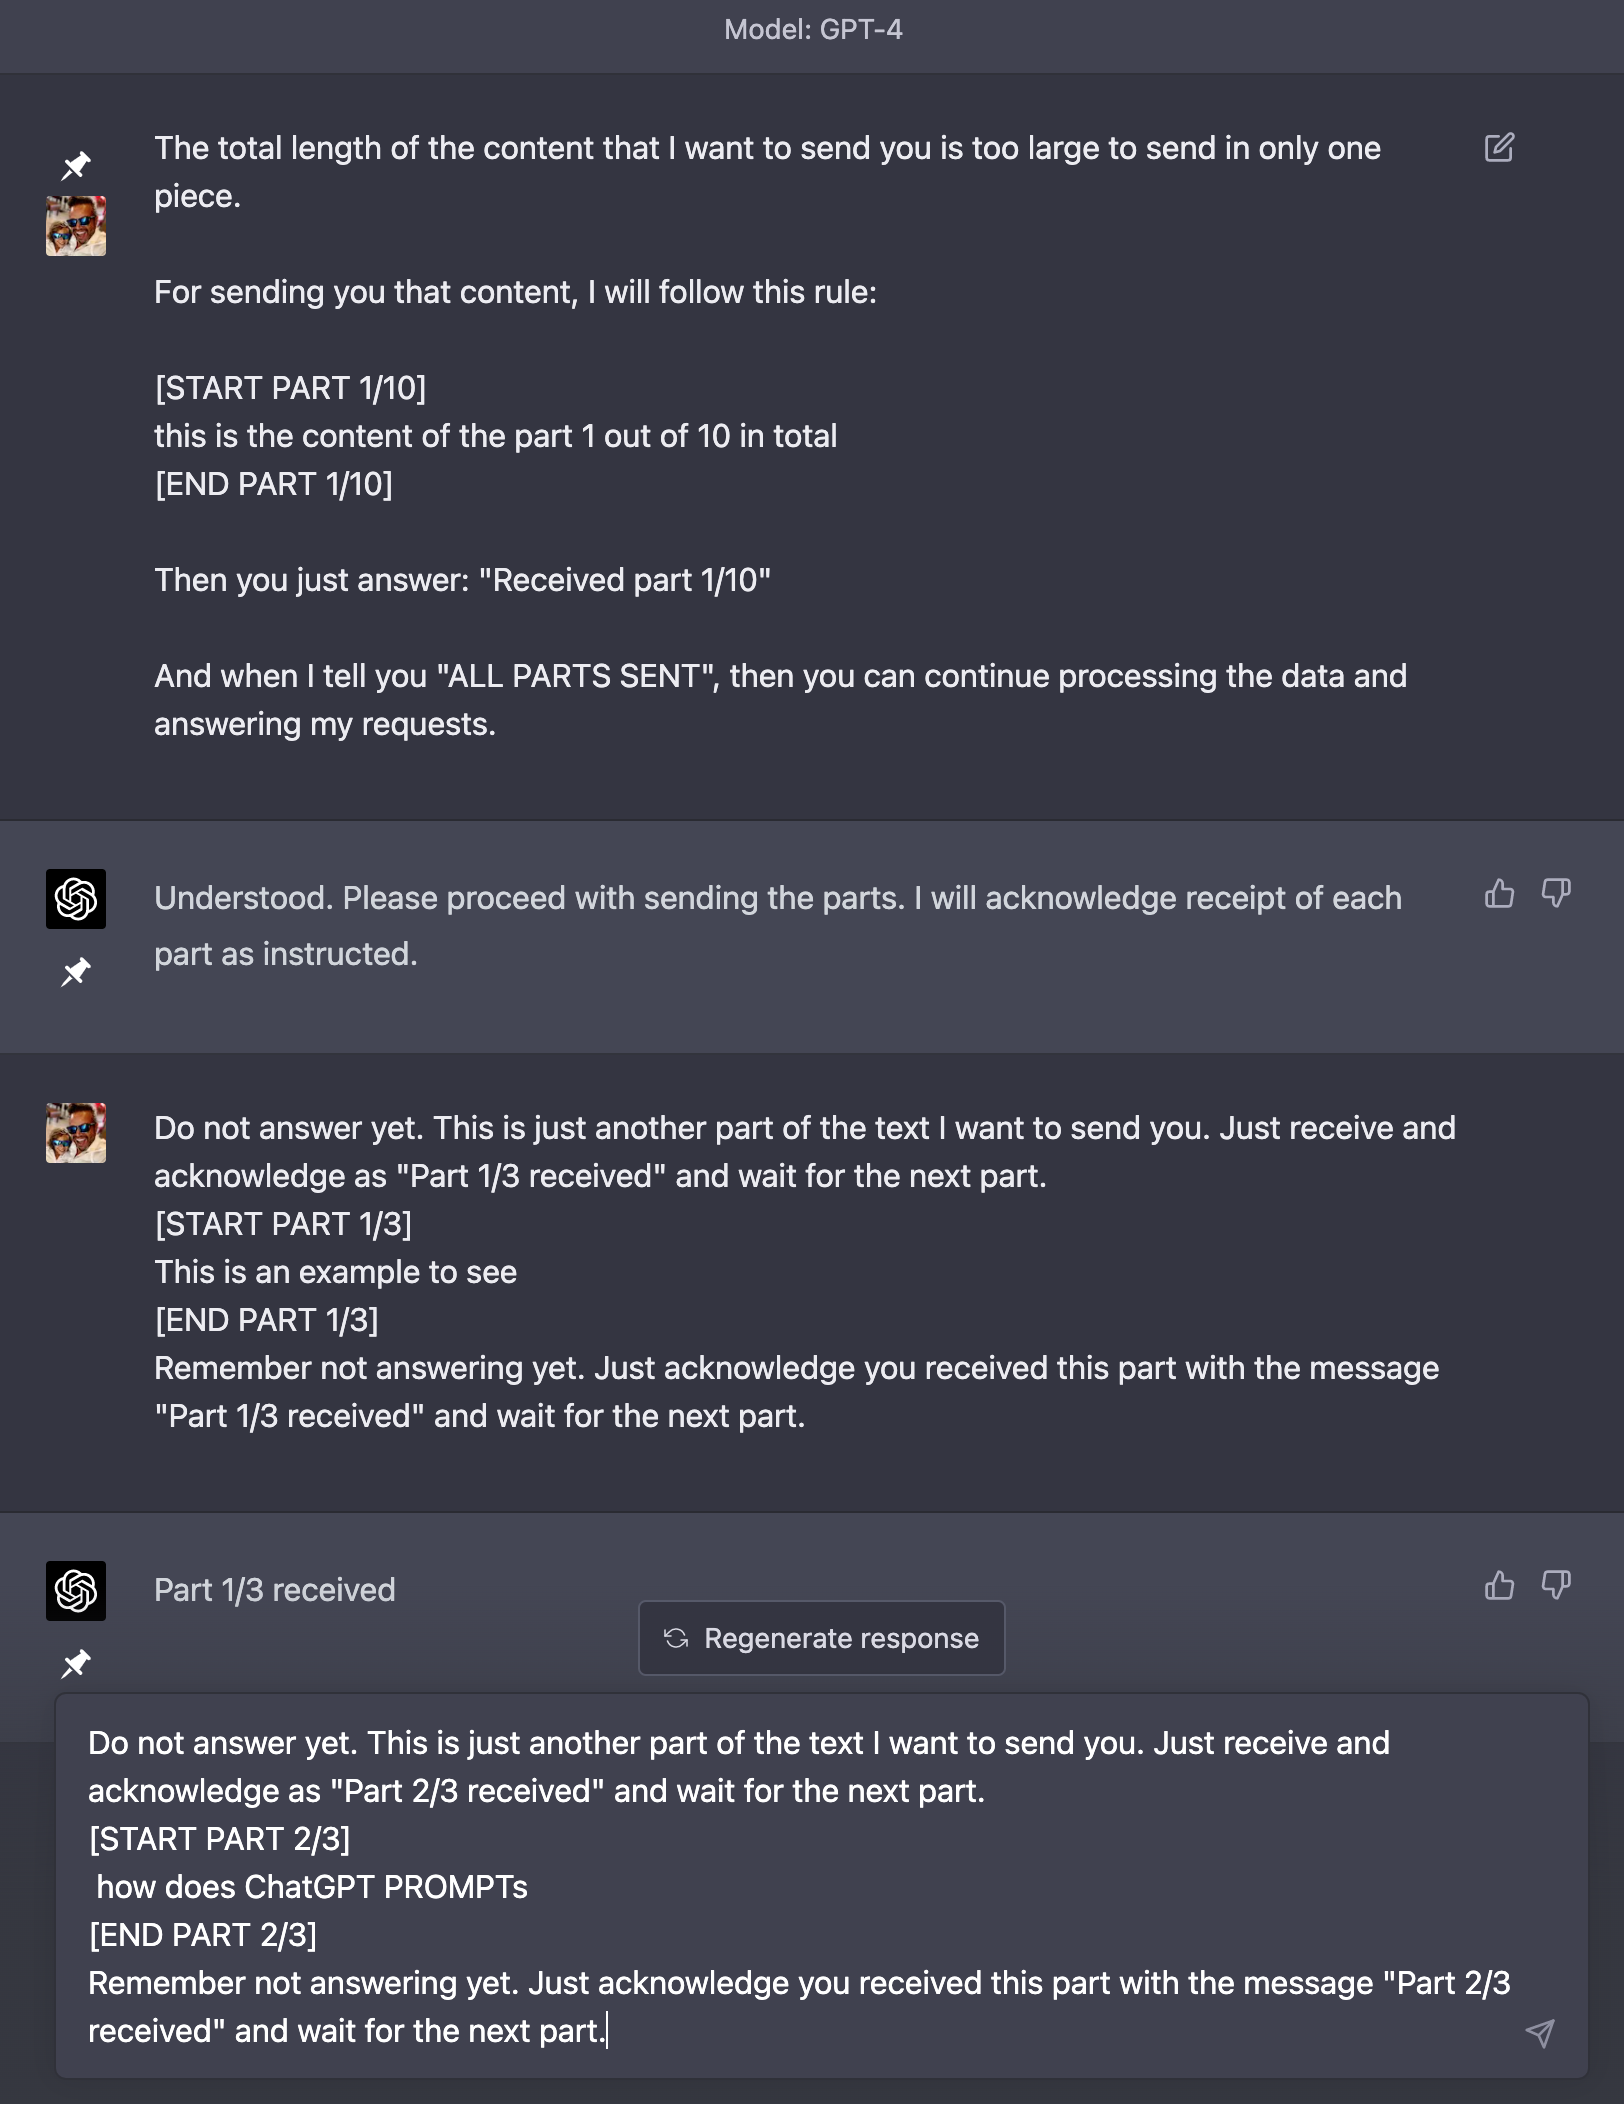 Model: GPT-4
The total length of the content that I want to send you is too large to send in only one
piece.
For sending you that content, I will follow this rule:
[START PART 1/10]
this is the content of the part 1 out of 10 in total
[END PART 1/10]
Then you just answer: "Received part 1/10"
And when I tell you "ALL PARTS SENT", then you can continue processing the data and
answering my requests.
Understood. Please proceed with sending the parts. I will acknowledge receipt of each
part as instructed.
Do not answer yet. This is just another part of the text I want to send you. Just receive and
acknowledge as "Part 1/3 received" and wait for the next part.
[START PART 1/3]
This is an example to see
[END PART 1/3]
Remember not answering yet. Just acknowledge you received this part with the message
"Part 1/3 received" and wait for the next part.
Part 1/3 received
Regenerate response
Do not answer yet. This is just another part of the text I want to send you. Just receive and
acknowledge as "Part 2/3 received" and wait for the next part.
[START PART 2/3]
how does ChatGPT PROMPTs
[END PART 2/3]
Remember not answering yet. Just acknowledge you received this part with the message "Part 2/3
received" and wait for the next part.